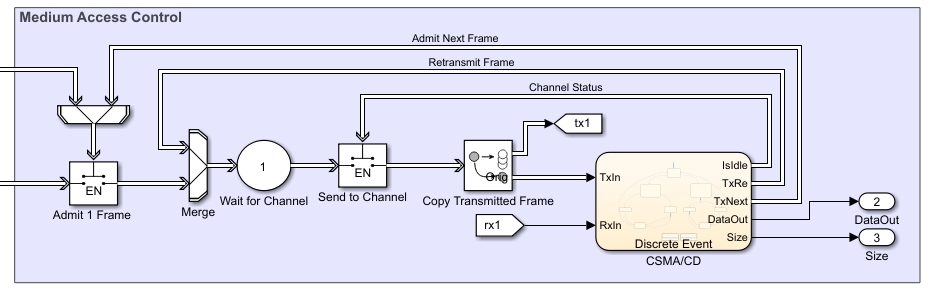 Medium Access Control
Admit Next Frame
Retransmit Frame
Channel Status
tx1
EN
Admit 1 Frame
Merge
1
Wait for Channel
EN
Send to Channel
Orig
Copy Transmitted Frame
rx1
TxIn
RxIn
IsIdle
TxRe
TxNext
DataOut
Size
Discrete Event
CSMA/CD
2
DataOut
3
Size